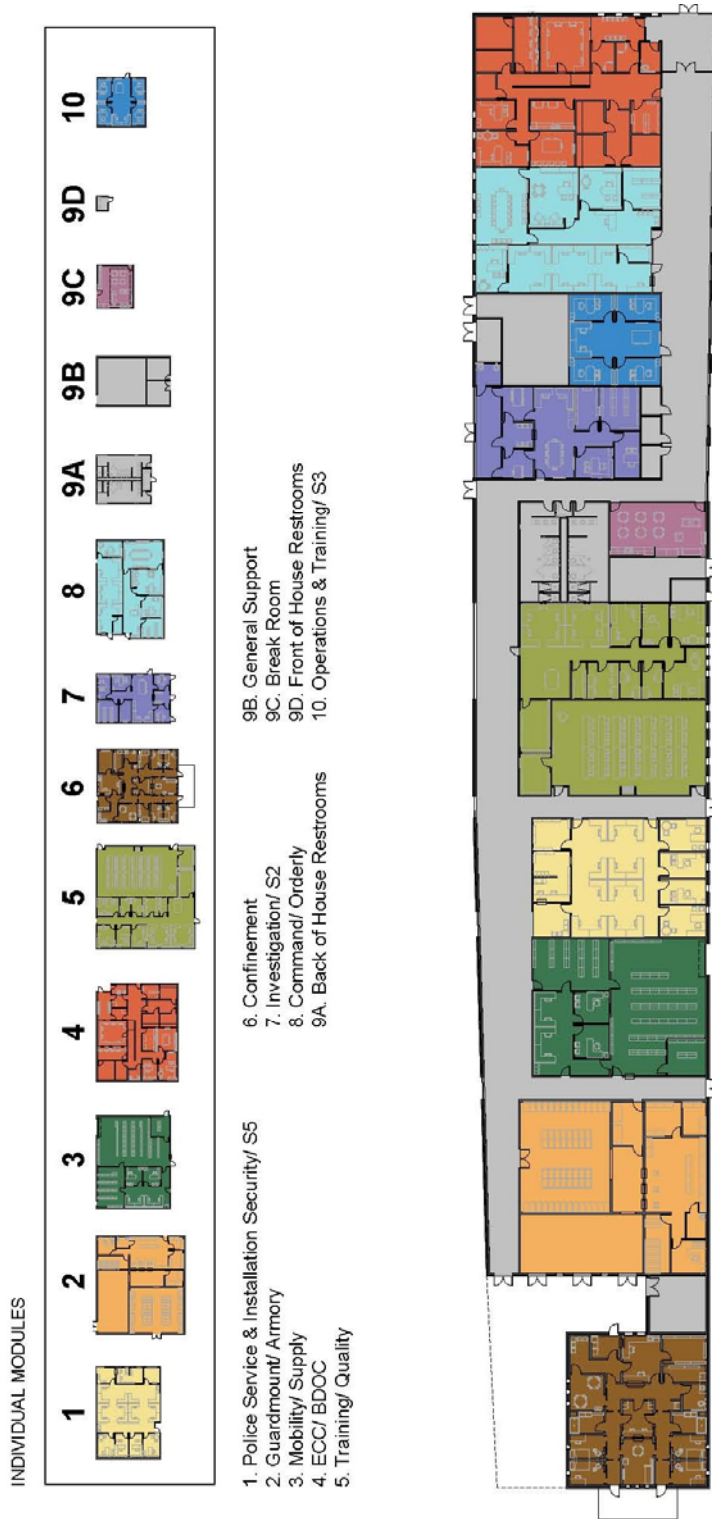 INDIVIDUAL MODULES
1 2 3 4 5 6 7 8 9A 9B 9C 9D 10
1. Police Service & Installation Security/ S5
2. Guardmount/ Armory
3. Mobility/ Supply
4. ECC/ BDOC
5. Training/ Quality
6. Confinement
7. Investigation/ S2
8. Command/ Orderly
9A. Back of House Restrooms
9B. General Support
9C. Break Room
9D. Front of House Restrooms
10. Operations & Training/ S3